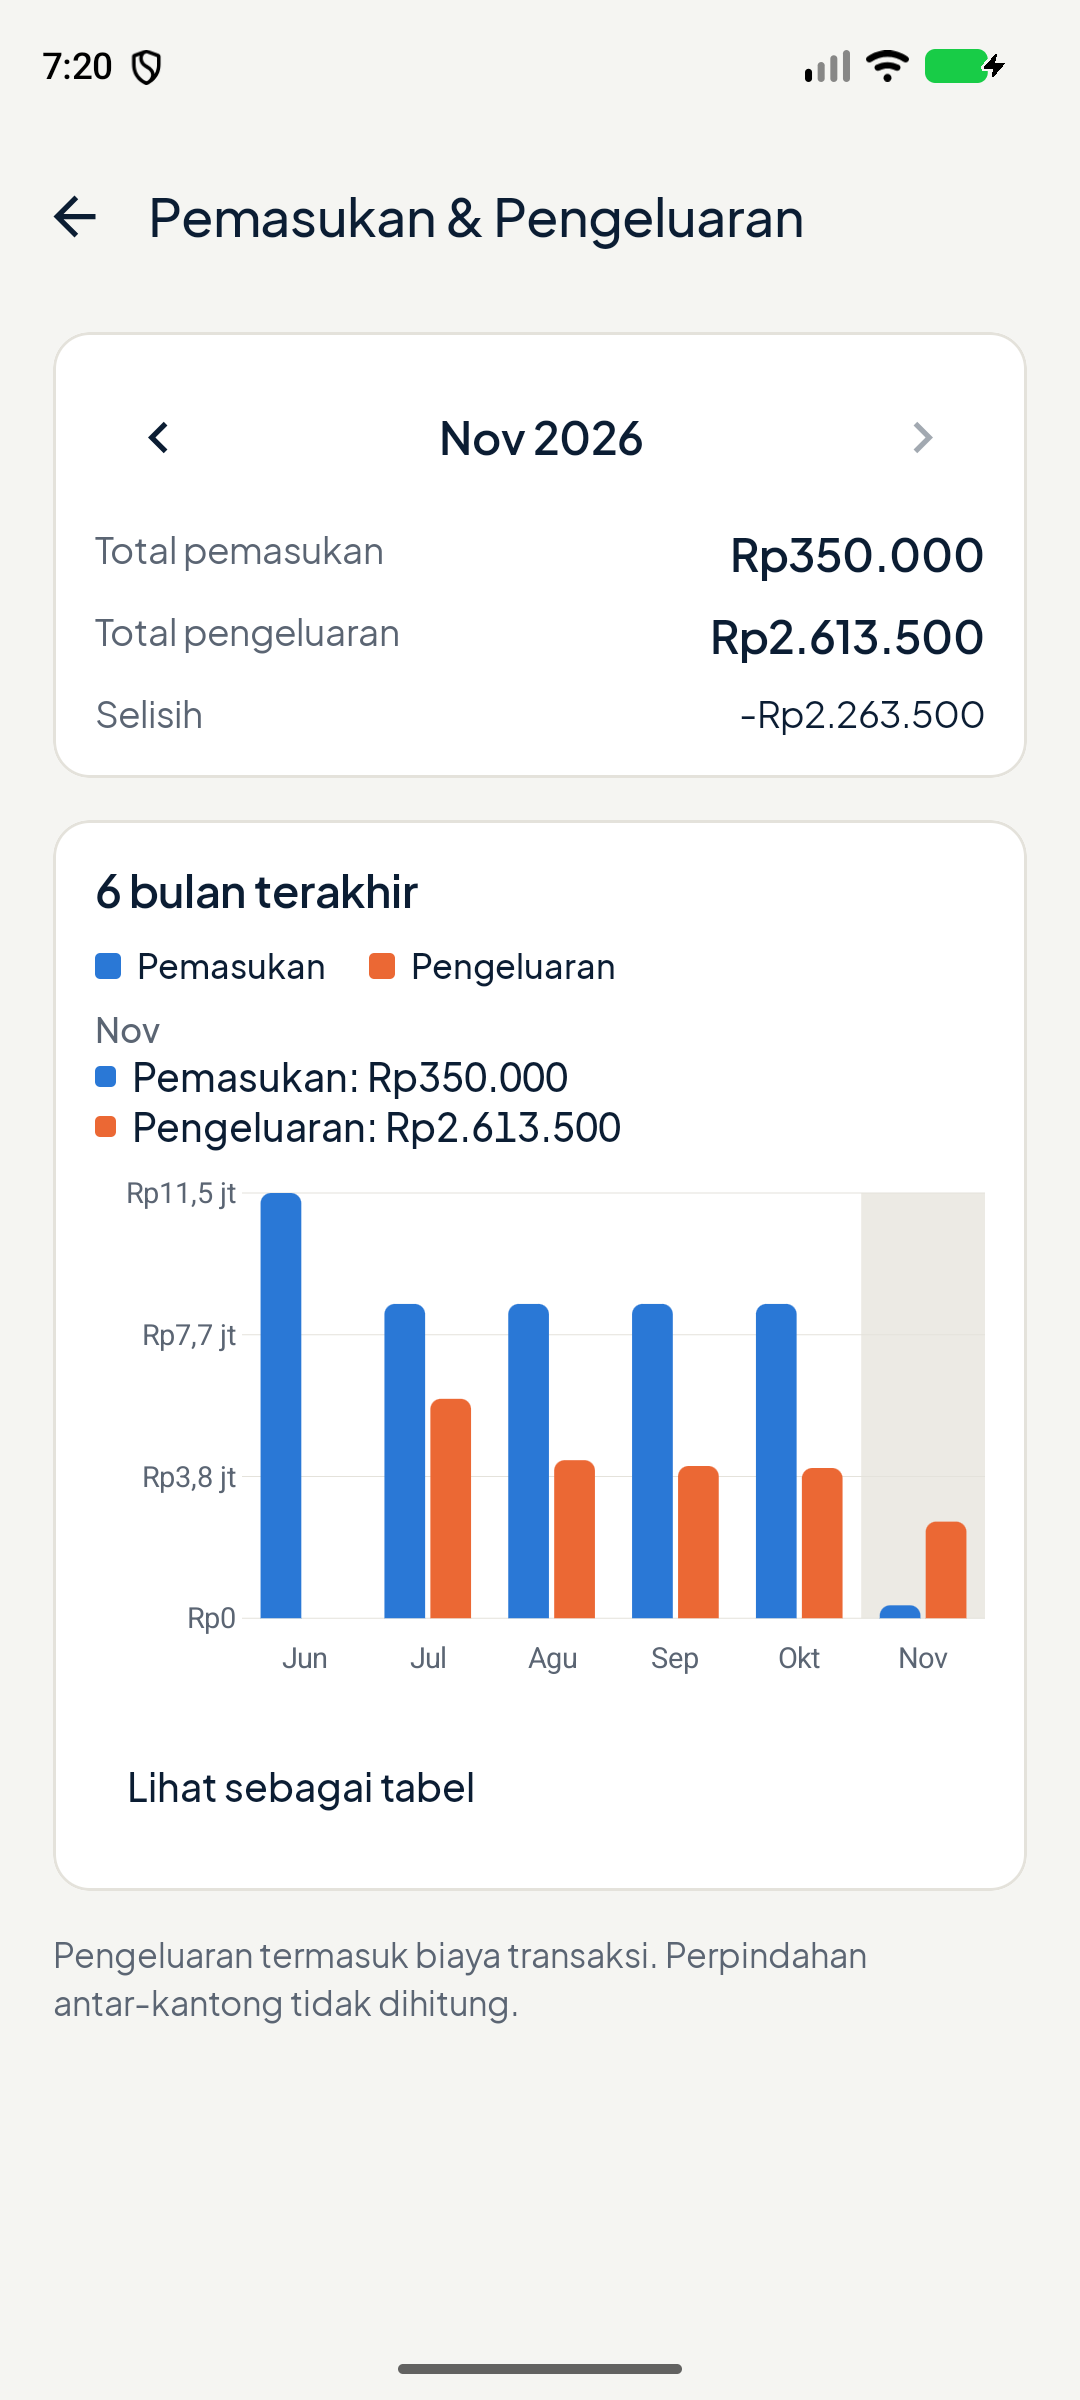 7:20
Pemasukan & Pengeluaran
Nov 2026
Total pemasukan Rp350.000
Total pengeluaran Rp2.613.500
Selisih -Rp2.263.500
6 bulan terakhir
Pemasukan Pengeluaran
Nov
Pemasukan: Rp350.000
Pengeluaran: Rp2.613.500
Rp11,5 jt
Rp7,7 jt
Rp3,8 jt
Rp0
Jun Jul Agu Sep Okt Nov
Lihat sebagai tabel
Pengeluaran termasuk biaya transaksi. Perpindahan
antar-kantong tidak dihitung.